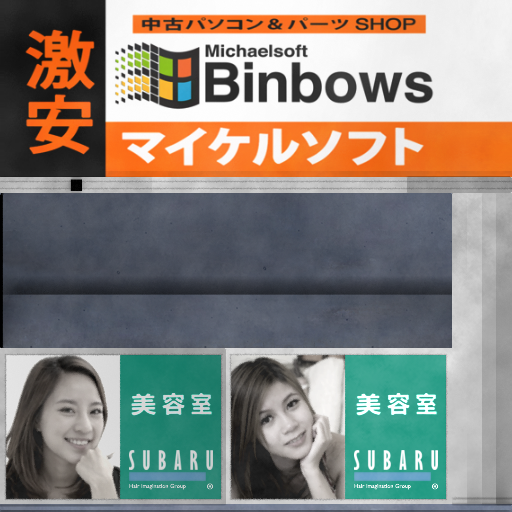 激安
中古パソコン&パーツ SHOP
Michaelsoft
Binbows
マイケルソフト
美容室
SUBARU
Hair Imagination Group ®
美容室
SUBARU
Hair Imagination Group ®